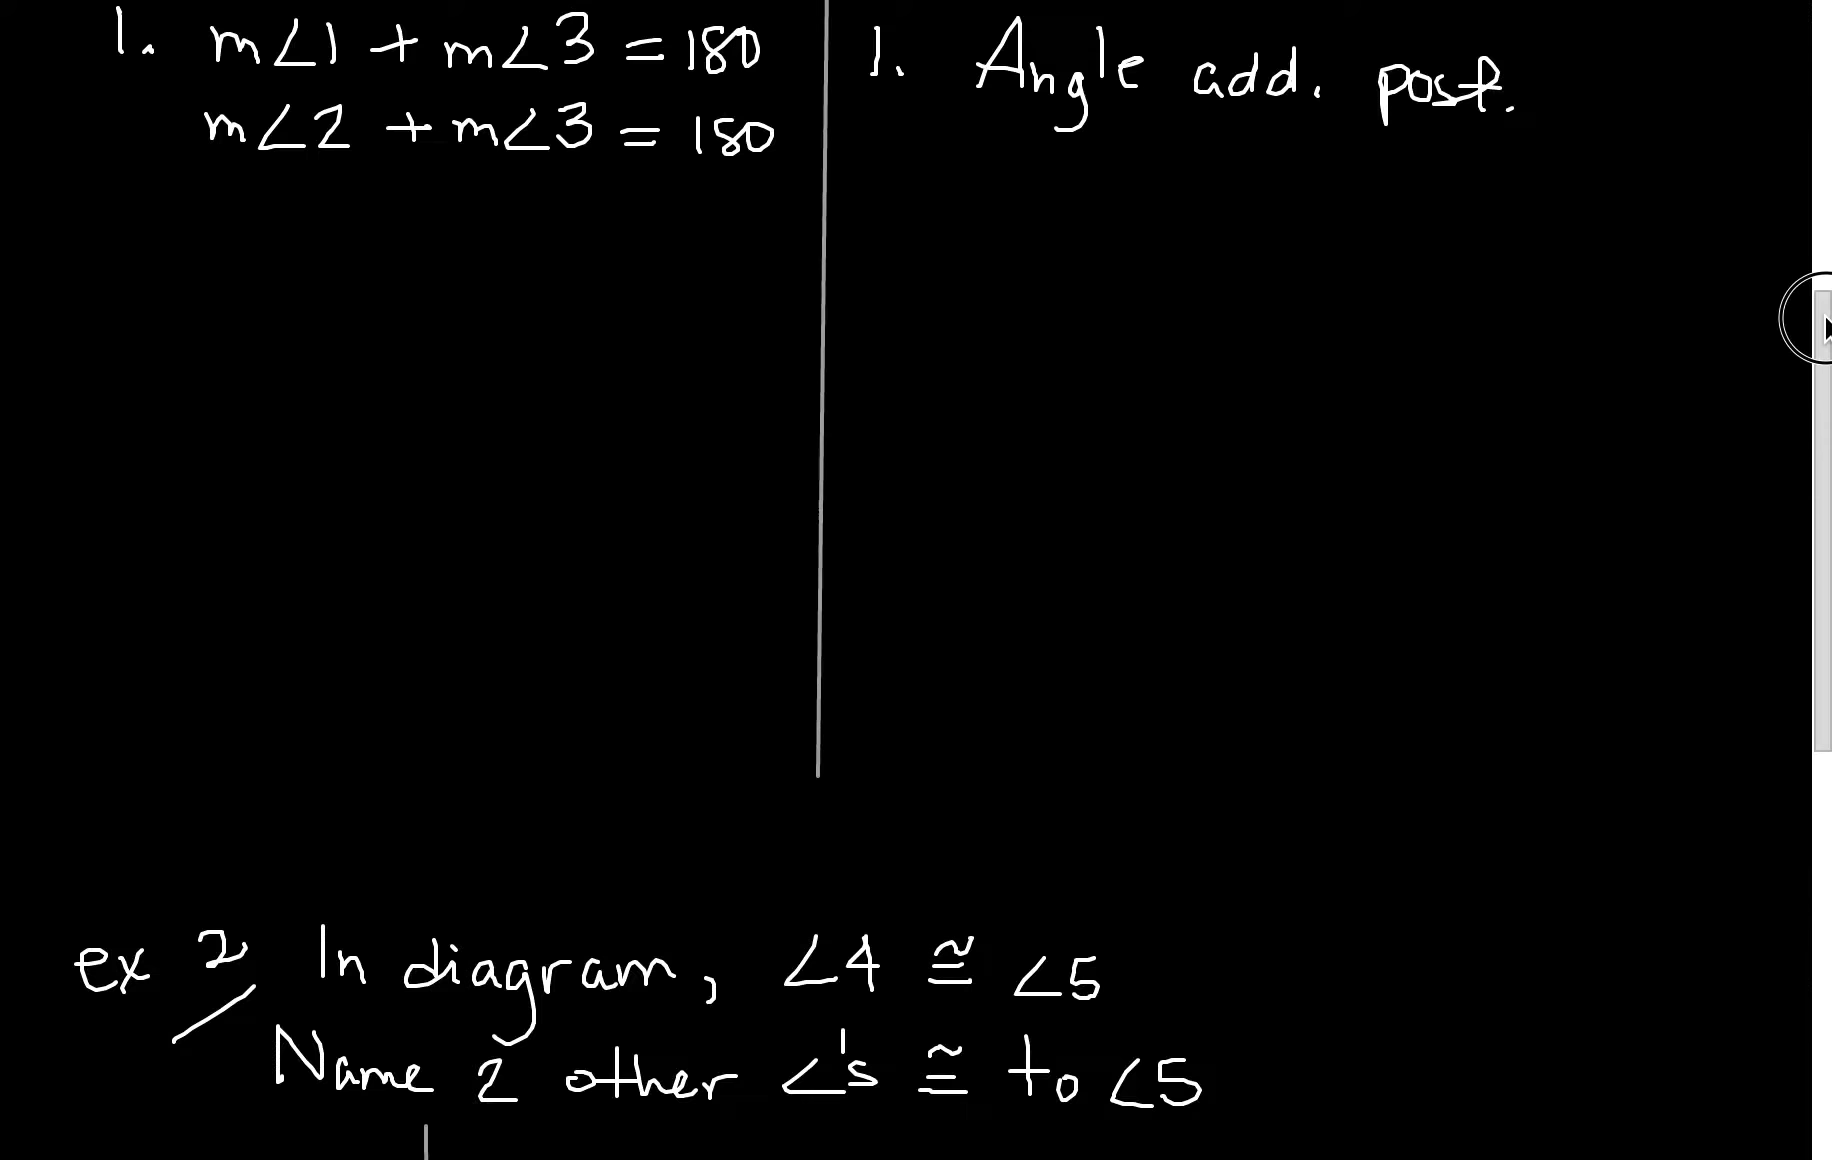 1. m∠1 + m∠3 = 180
m∠2 + m∠3 = 180
1. Angle add. post.
ex 2 In diagram, ∠4 ≅ ∠5
Name 2 other ∠'s ≅ to ∠5